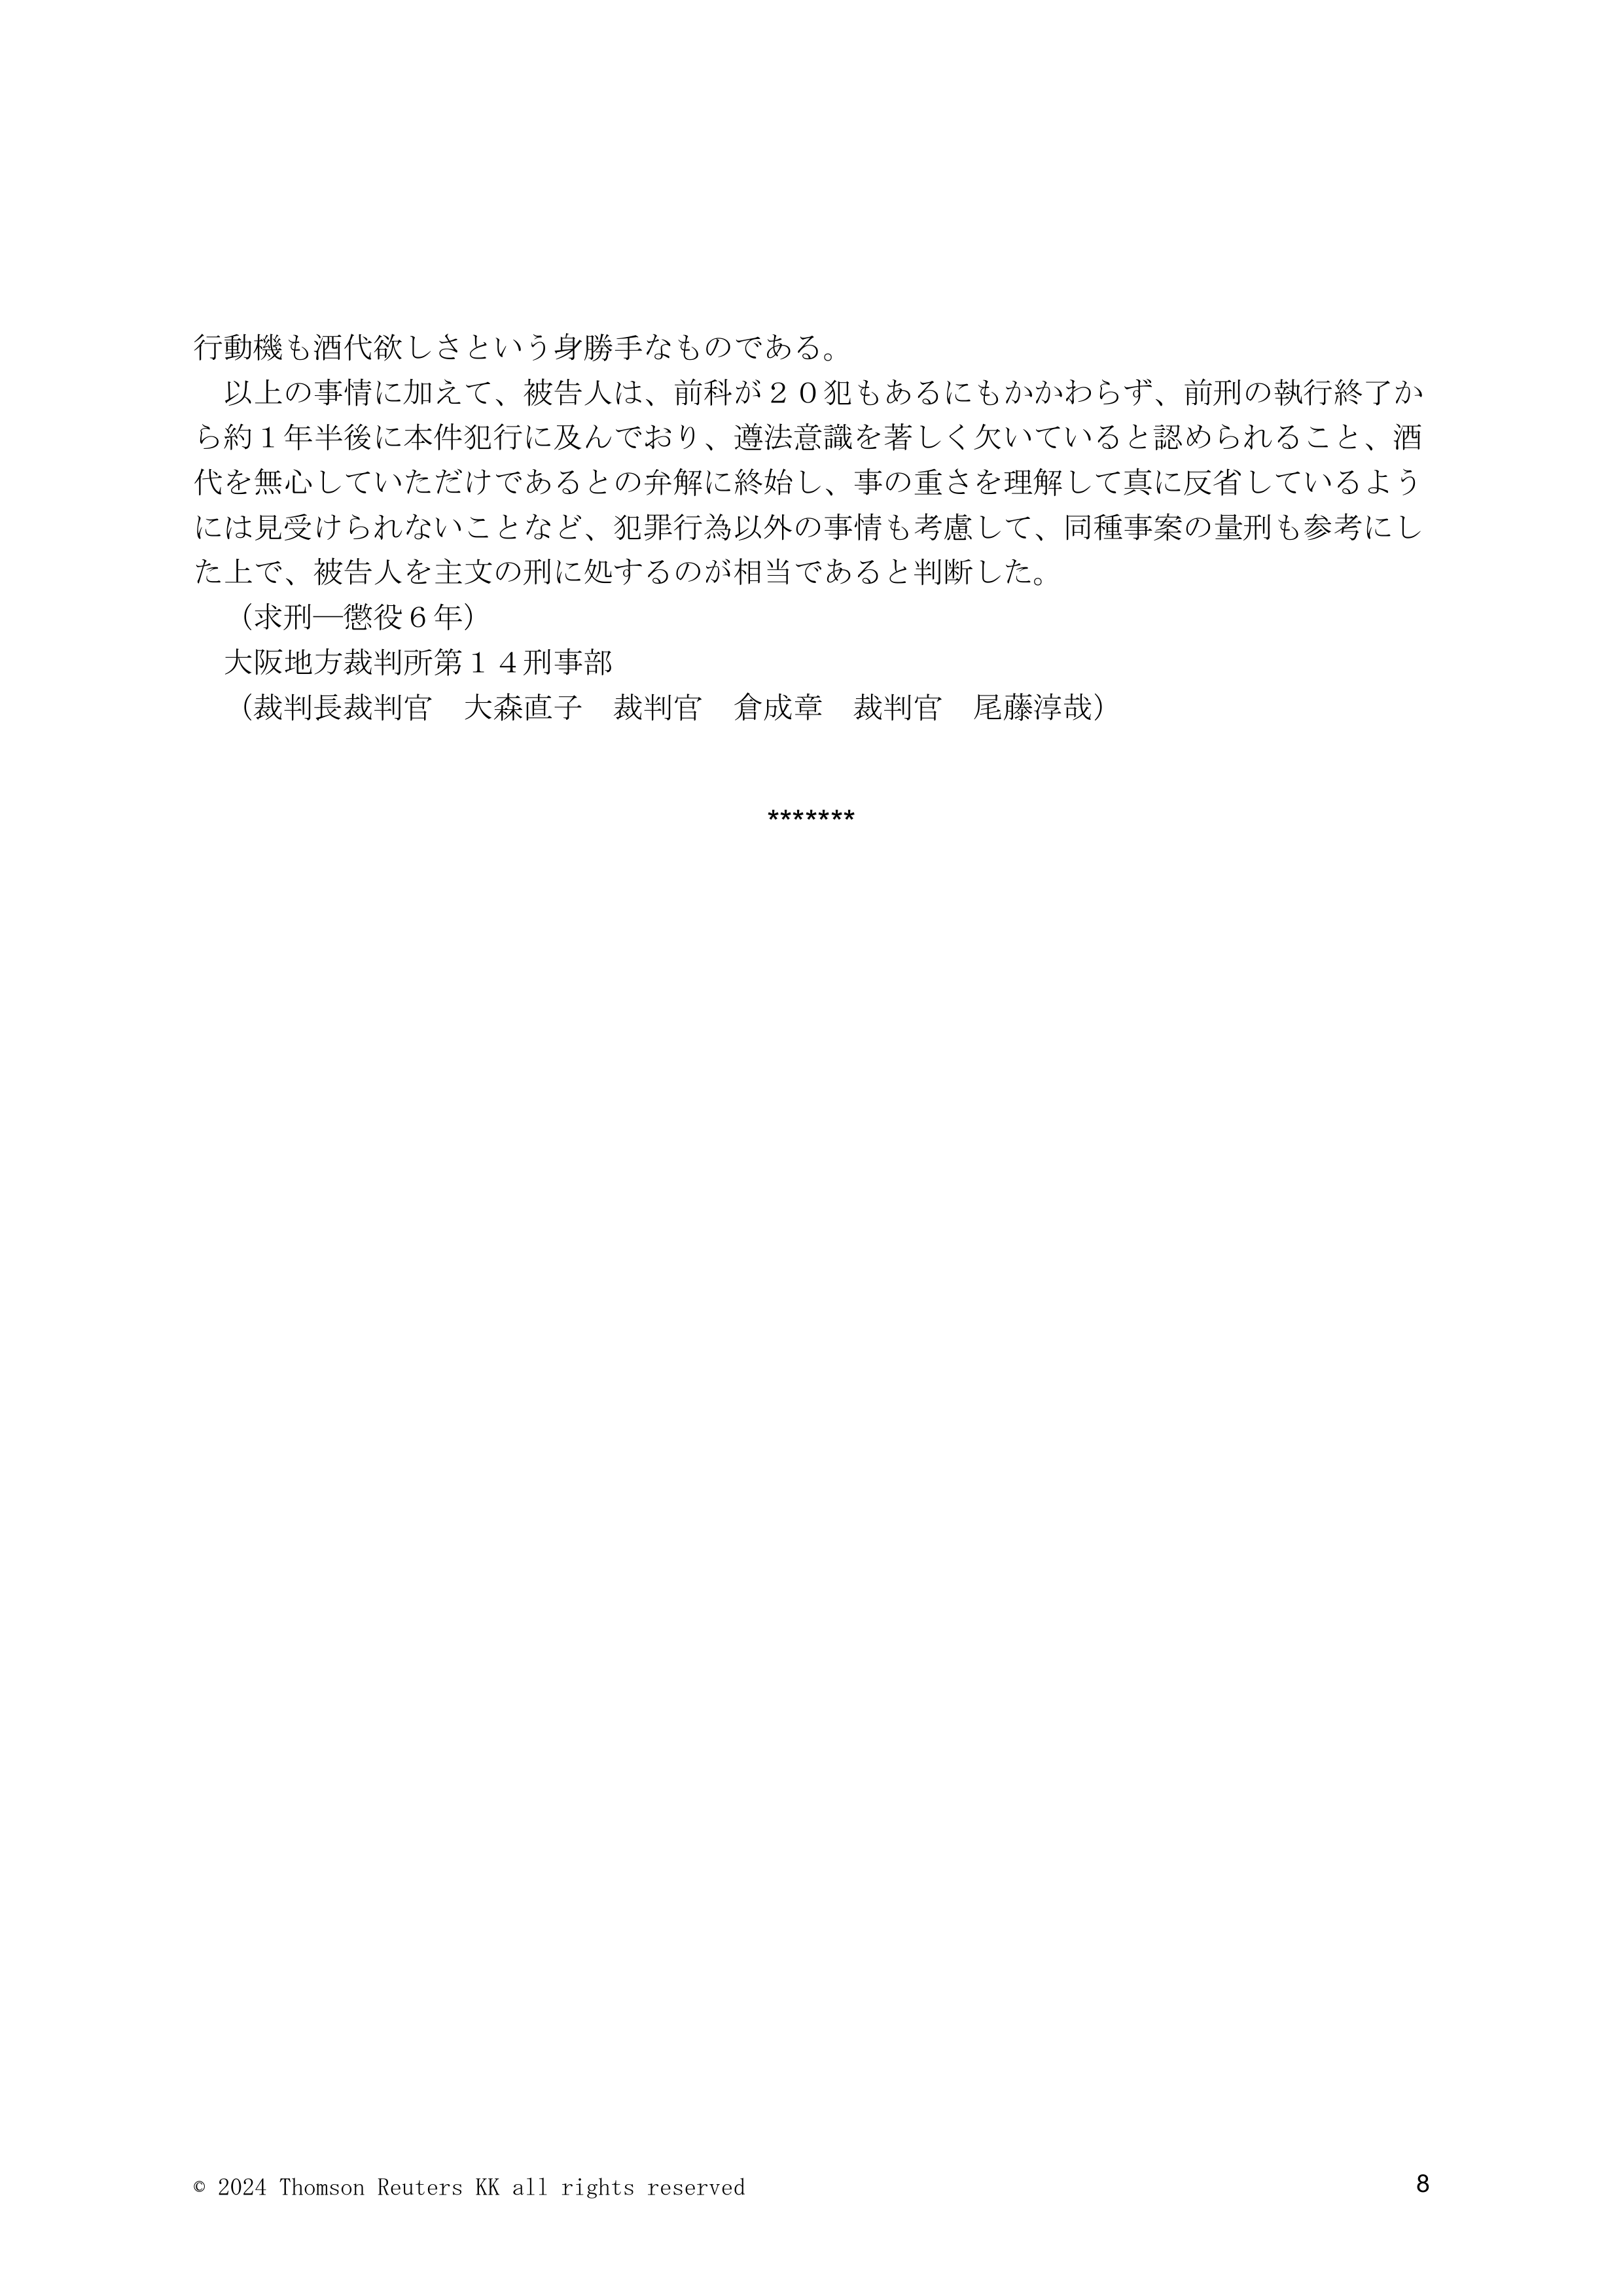 行動機も酒代欲しさという身勝手なものである。
　以上の事情に加えて、被告人は、前科が２０犯もあるにもかかわらず、前刑の執行終了か
ら約１年半後に本件犯行に及んでおり、遵法意識を著しく欠いていると認められること、酒
代を無心していただけであるとの弁解に終始し、事の重さを理解して真に反省しているよう
には見受けられないことなど、犯罪行為以外の事情も考慮して、同種事案の量刑も参考にし
た上で、被告人を主文の刑に処するのが相当であると判断した。
　（求刑―懲役６年）
　大阪地方裁判所第１４刑事部
　（裁判長裁判官　大森直子　裁判官　倉成章　裁判官　尾藤淳哉）
*******
© 2024 Thomson Reuters KK all rights reserved
8